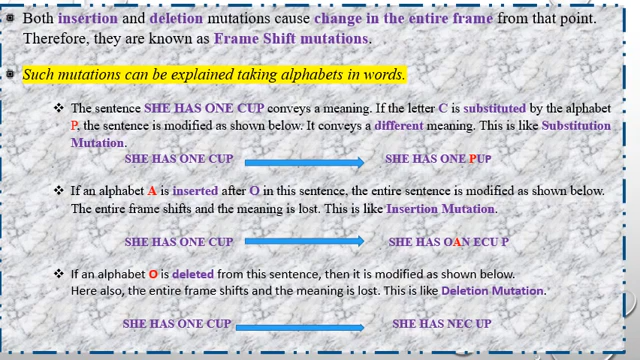 Both insertion and deletion mutations cause change in the entire frame from that point.
Therefore, they are known as Frame Shift mutations.
Such mutations can be explained taking alphabets in words.
The sentence SHE HAS ONE CUP conveys a meaning. If the letter C is substituted by the alphabet
P, the sentence is modified as shown below. It conveys a different meaning. This is like Substitution
Mutation.
SHE HAS ONE CUP SHE HAS ONE PUP
If an alphabet A is inserted after O in this sentence, the entire sentence is modified as shown below.
The entire frame shifts and the meaning is lost. This is like Insertion Mutation.
SHE HAS ONE CUP SHE HAS OAN ECU P
If an alphabet O is deleted from this sentence, then it is modified as shown below.
Here also, the entire frame shifts and the meaning is lost. This is like Deletion Mutation.
SHE HAS ONE CUP SHE HAS NEC UP